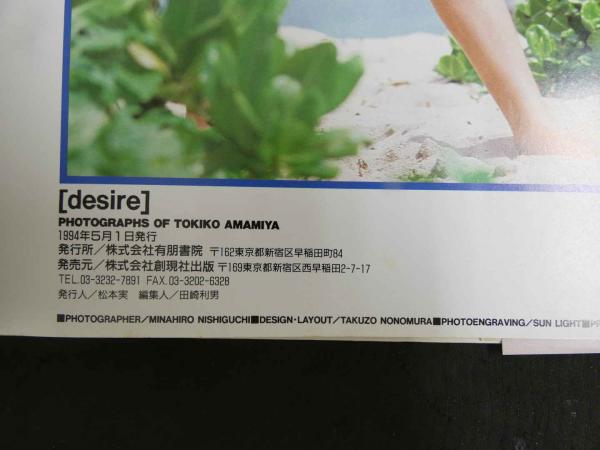 [desire]
PHOTOGRAPHS OF TOKIKO AMAMIYA
1994年5月1日発行
発行所／株式会社有朋書院 〒162東京都新宿区早稲田町84
発売元／株式会社創現社出版 〒169東京都新宿区西早稲田2-7-17
TEL.03-3232-7891 FAX.03-3202-6328
発行人／松本実 編集人／田崎利男
■PHOTOGRAPHER／MINAHIRO NISHIGUCHI■DESIGN・LAYOUT／TAKUZO NONOMURA■PHOTOENGRAVING／SUN LIGHT■